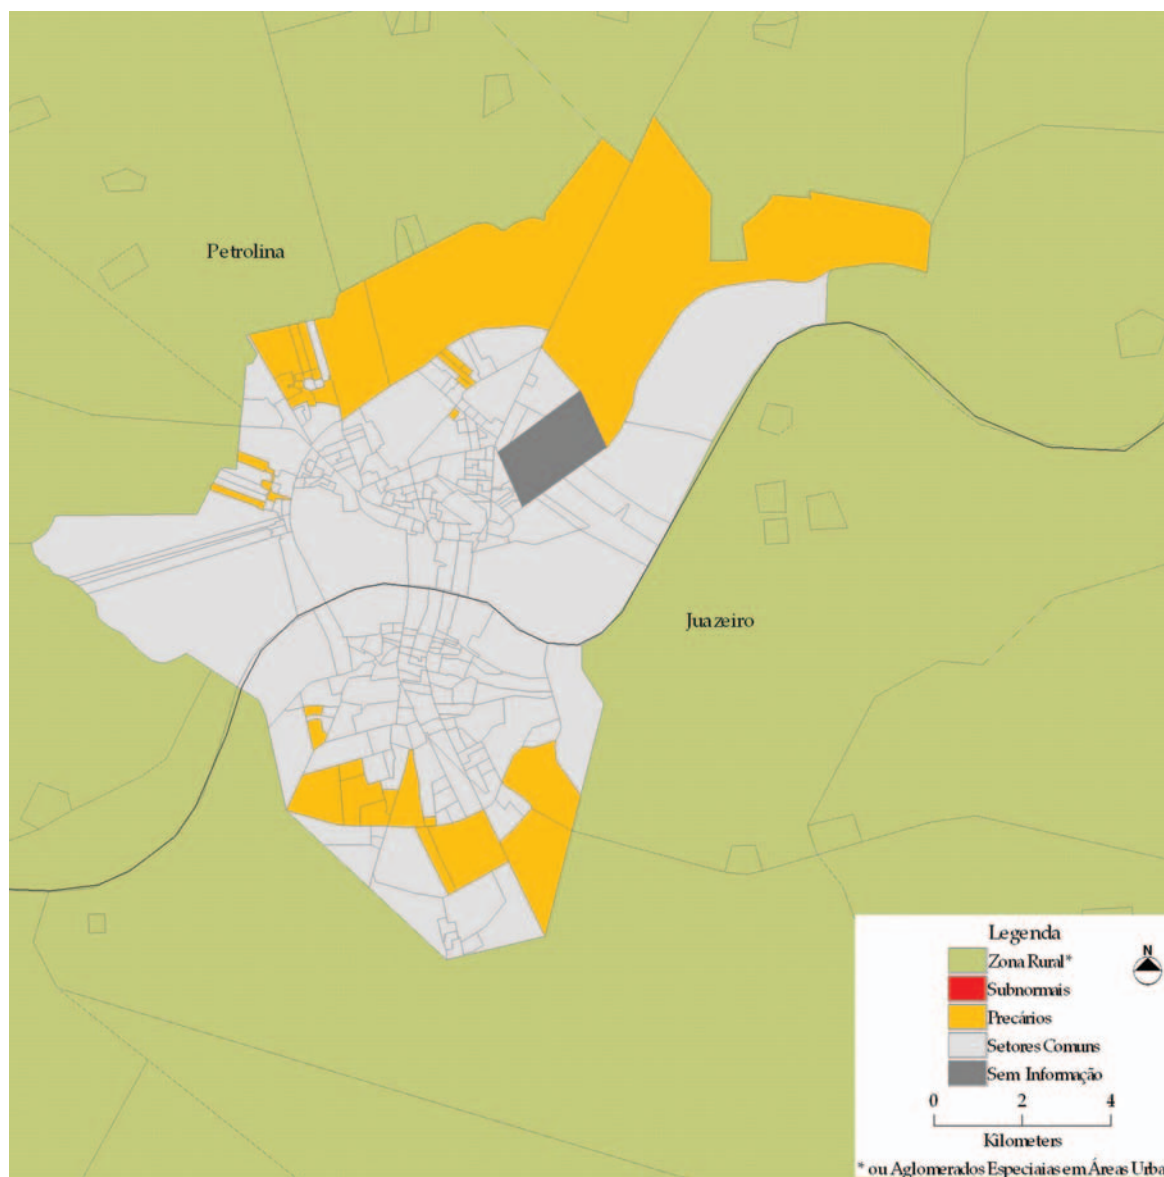 Petrolina
Juazeiro
Legenda
N
Zona Rural*
Subnormais
Precários
Setores Comuns
Sem Informação
0 2 4
Kilometers
* ou Aglomerados Especiaias em Áreas Urba